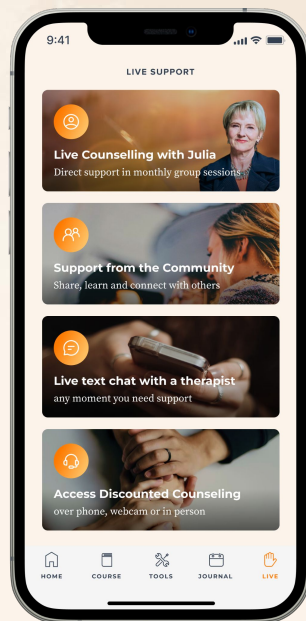 9:41
LIVE SUPPORT
Live Counselling with Julia
Direct support in monthly group sessions
Support from the Community
Share, learn and connect with others
Live text chat with a therapist
any moment you need support
Access Discounted Counseling
over phone, webcam or in person
HOME COURSE TOOLS JOURNAL LIVE